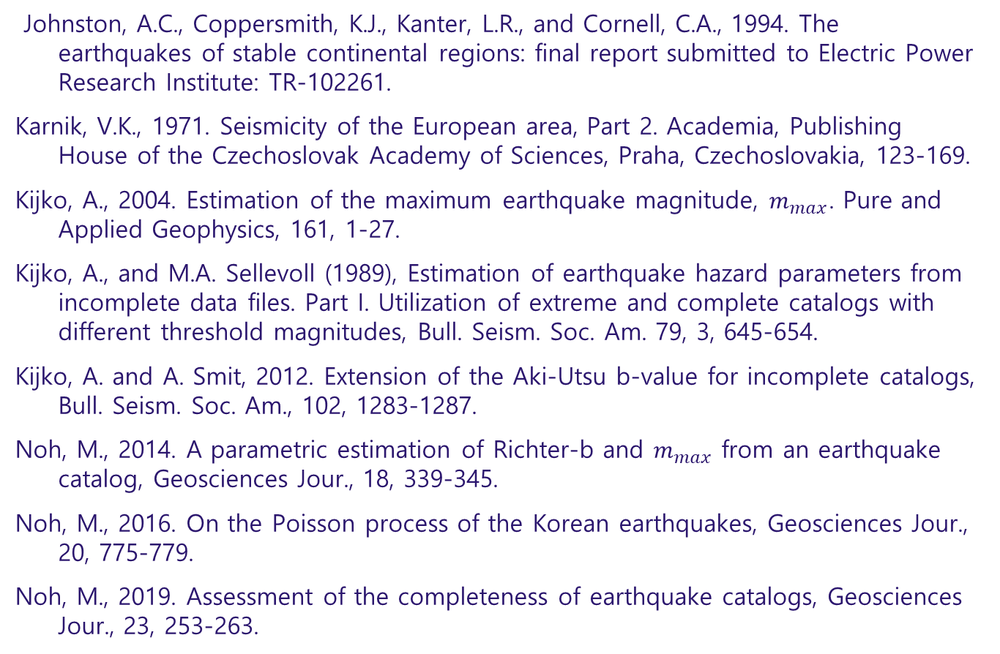 Johnston, A.C., Coppersmith, K.J., Kanter, L.R., and Cornell, C.A., 1994. The
earthquakes of stable continental regions: final report submitted to Electric Power
Research Institute: TR-102261.
Karnik, V.K., 1971. Seismicity of the European area, Part 2. Academia, Publishing
House of the Czechoslovak Academy of Sciences, Praha, Czechoslovakia, 123-169.
Kijko, A., 2004. Estimation of the maximum earthquake magnitude, m_max. Pure and
Applied Geophysics, 161, 1-27.
Kijko, A., and M.A. Sellevoll (1989), Estimation of earthquake hazard parameters from
incomplete data files. Part I. Utilization of extreme and complete catalogs with
different threshold magnitudes, Bull. Seism. Soc. Am. 79, 3, 645-654.
Kijko, A. and A. Smit, 2012. Extension of the Aki-Utsu b-value for incomplete catalogs,
Bull. Seism. Soc. Am., 102, 1283-1287.
Noh, M., 2014. A parametric estimation of Richter-b and m_max from an earthquake
catalog, Geosciences Jour., 18, 339-345.
Noh, M., 2016. On the Poisson process of the Korean earthquakes, Geosciences Jour.,
20, 775-779.
Noh, M., 2019. Assessment of the completeness of earthquake catalogs, Geosciences
Jour., 23, 253-263.